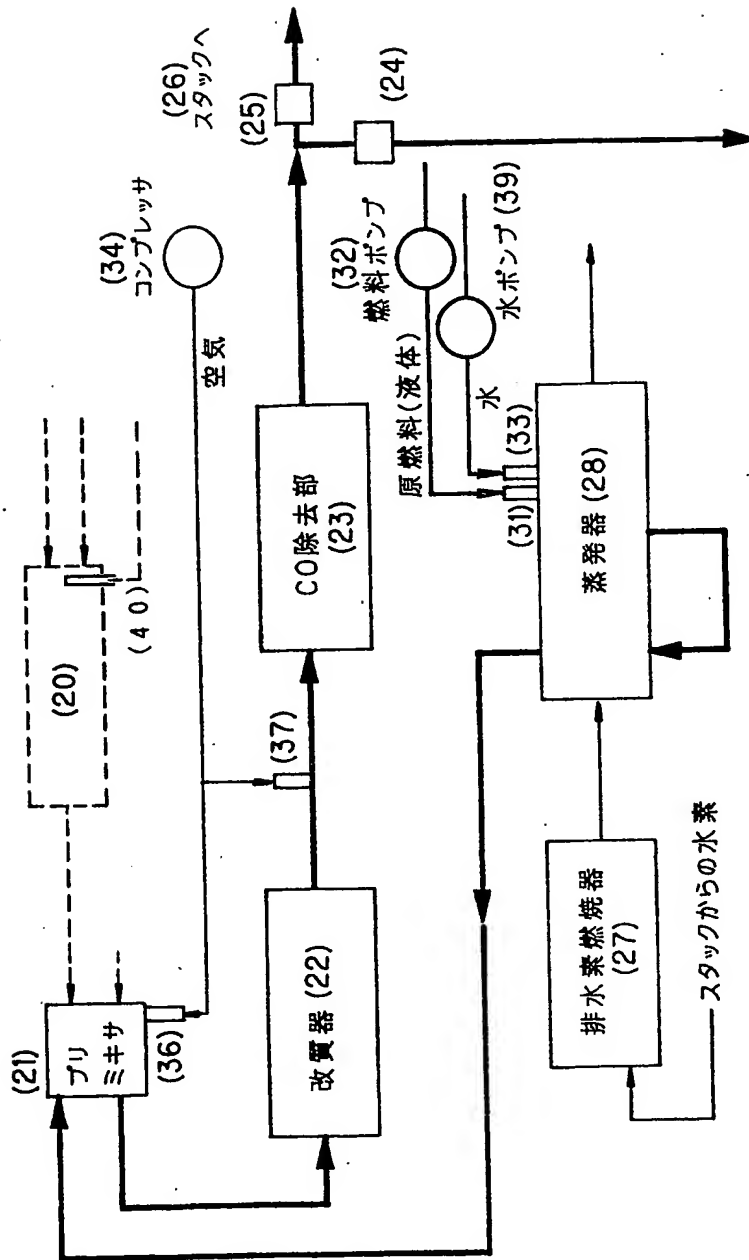 (21)
プリ
ミキサ
(36)
(20)
(40)
(34)
コンプレッサ
空気
(26)
スタックへ
(25)
(24)
改質器(22)
(37)
CO除去部
(23)
(32)
燃料ポンプ
水ポンプ(39)
原燃料(液体)
水
(31)
(33)
蒸発器(28)
排水素燃焼器
(27)
スタックからの水素